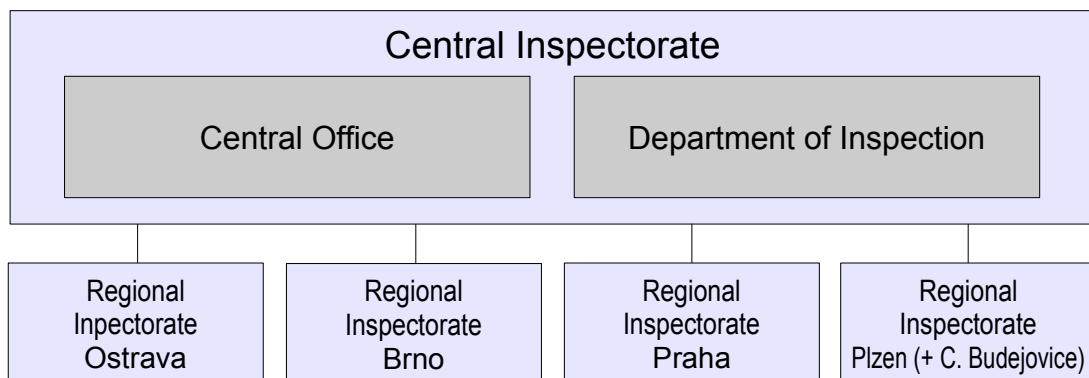 Central Inspectorate
Central Office
Department of Inspection
Regional
Inpectorate
Ostrava
Regional
Inspectorate
Brno
Regional
Inspectorate
Praha
Regional
Inspectorate
Plzen (+ C. Budejovice)